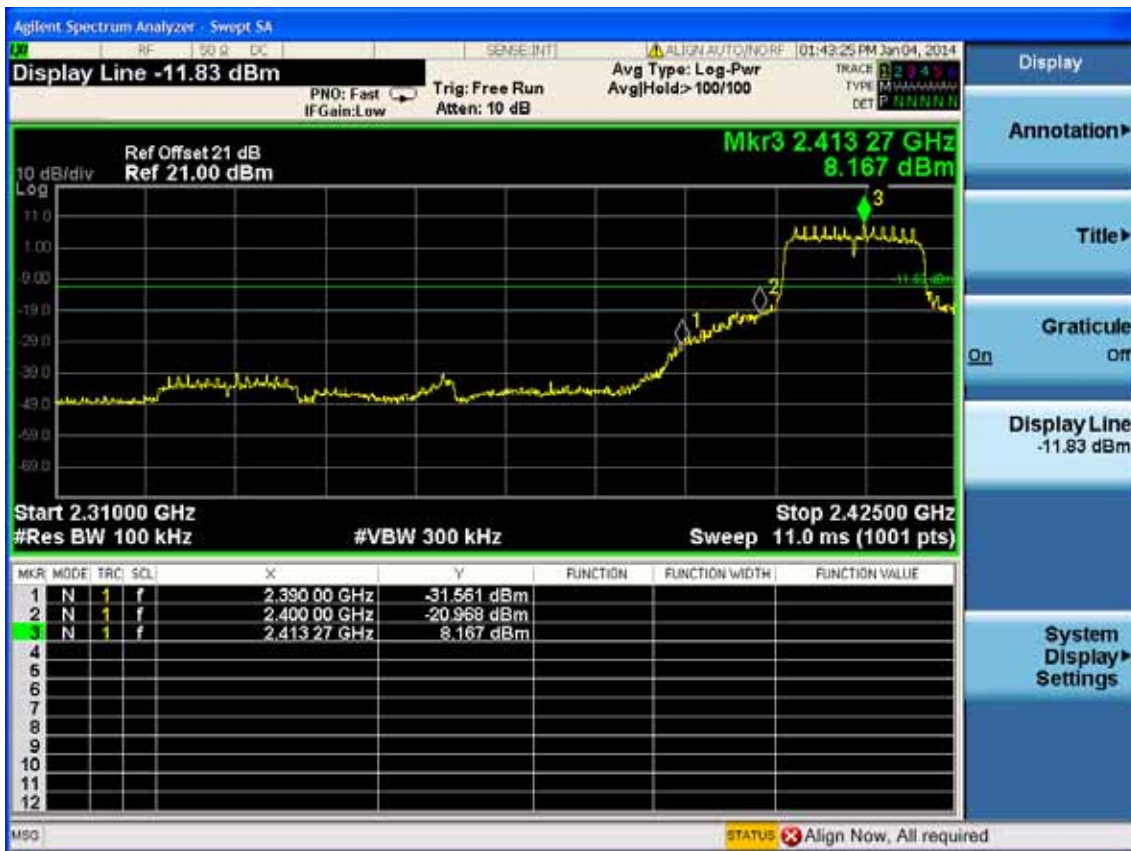 Agilent Spectrum Analyzer - Swept SA
RF 50 Ω DC SENSE:INT ALIGN AUTO/NO RF 01:43:25 PM Jan 04, 2014
Display Line -11.83 dBm
PNO: Fast
IFGain:Low
Trig: Free Run
Atten: 10 dB
Avg Type: Log-Pwr
Avg|Hold:> 100/100
TRACE 1 2 3 4 5 6
TYPE M
DET P N N N N N
Mkr3 2.413 27 GHz
8.167 dBm
Ref Offset 21 dB
10 dB/div Ref 21.00 dBm
Log
11.0
1.00
-9.00
-19.0
-29.0
-39.0
-49.0
-59.0
-69.0
1
2
3
-11.83 dBm
Start 2.31000 GHz Stop 2.42500 GHz
#Res BW 100 kHz #VBW 300 kHz Sweep 11.0 ms (1001 pts)
MKR MODE TRC SCL X Y FUNCTION FUNCTION WIDTH FUNCTION VALUE
1 N 1 f 2.390 00 GHz -31.561 dBm
2 N 1 f 2.400 00 GHz -20.968 dBm
3 N 1 f 2.413 27 GHz 8.167 dBm
4
5
6
7
8
9
10
11
12
MSG STATUS Align Now, All required
Display
Annotation
Title
Graticule
On Off
Display Line
-11.83 dBm
System
Display
Settings